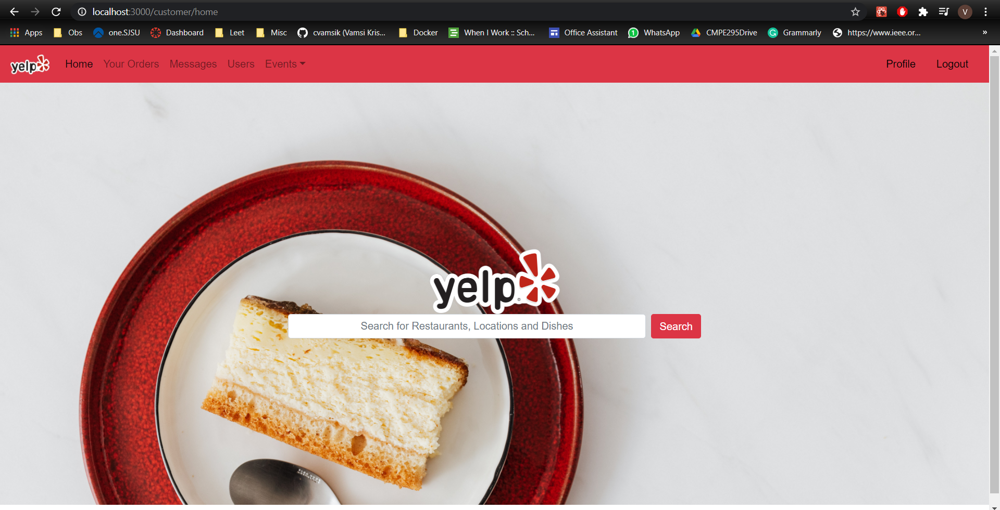 localhost:3000/customer/home
V
Apps Obs one.SJSU Dashboard Leet Misc cvamsik (Vamsi Kris... Docker When I Work :: Sch... Office Assistant WhatsApp CMPE295Drive Grammarly https://www.ieee.or... »
yelp Home Your Orders Messages Users Events Profile Logout
yelp®
Search for Restaurants, Locations and Dishes Search